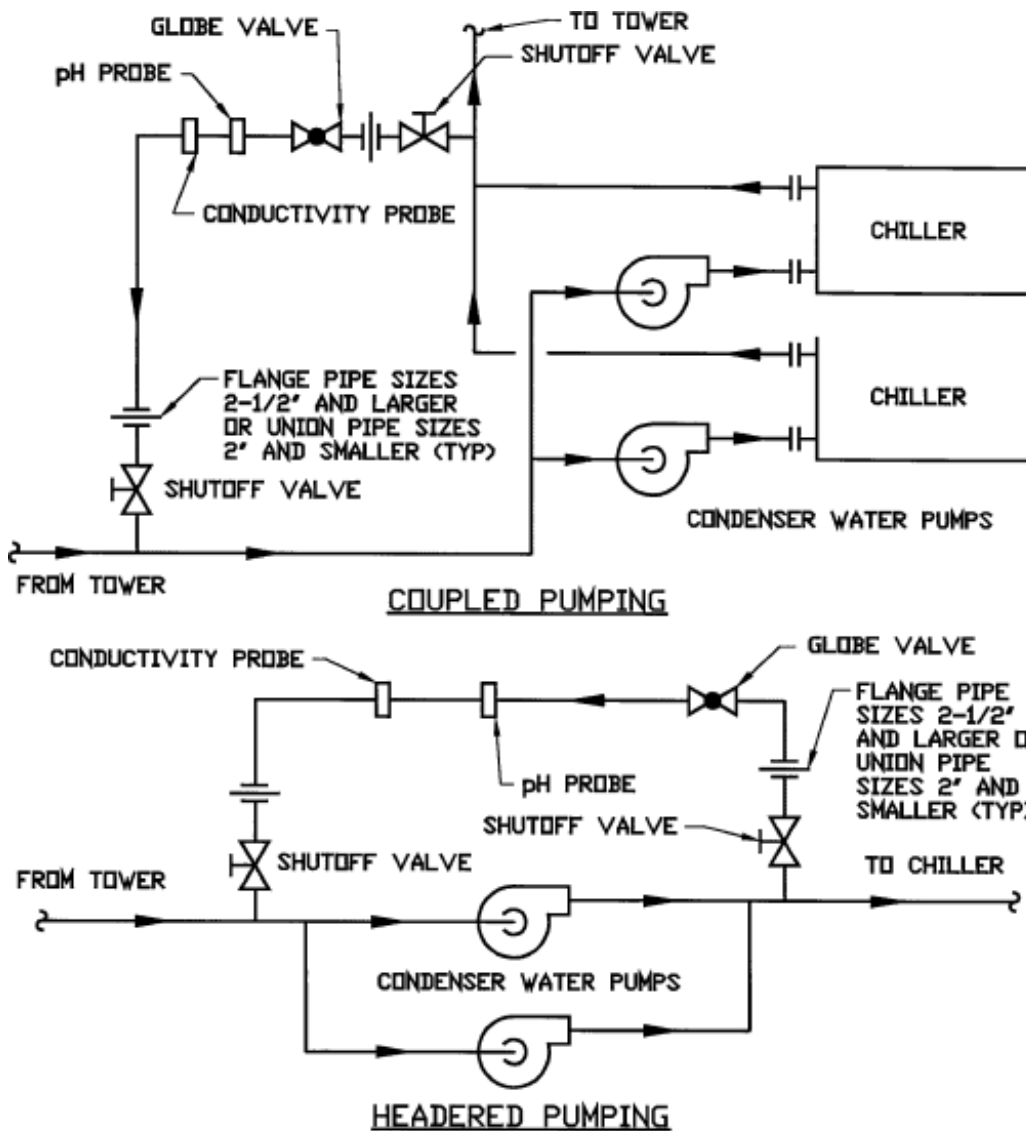 TO TOWER
GLOBE VALVE
SHUTOFF VALVE
pH PROBE
CONDUCTIVITY PROBE
CHILLER
FLANGE PIPE SIZES
2-1/2" AND LARGER
OR UNION PIPE SIZES
2" AND SMALLER (TYP)
CHILLER
SHUTOFF VALVE
CONDENSER WATER PUMPS
FROM TOWER
COUPLED PUMPING
CONDUCTIVITY PROBE
GLOBE VALVE
FLANGE PIPE
SIZES 2-1/2"
AND LARGER O
UNION PIPE
SIZES 2" AND
SMALLER (TYP)
pH PROBE
SHUTOFF VALVE
SHUTOFF VALVE
FROM TOWER
TO CHILLER
CONDENSER WATER PUMPS
HEADERED PUMPING